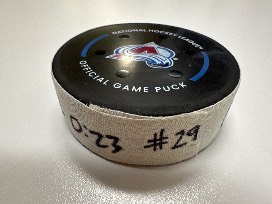 NATIONAL HOCKEY LEAGUE
OFFICIAL GAME PUCK
0:23 #29